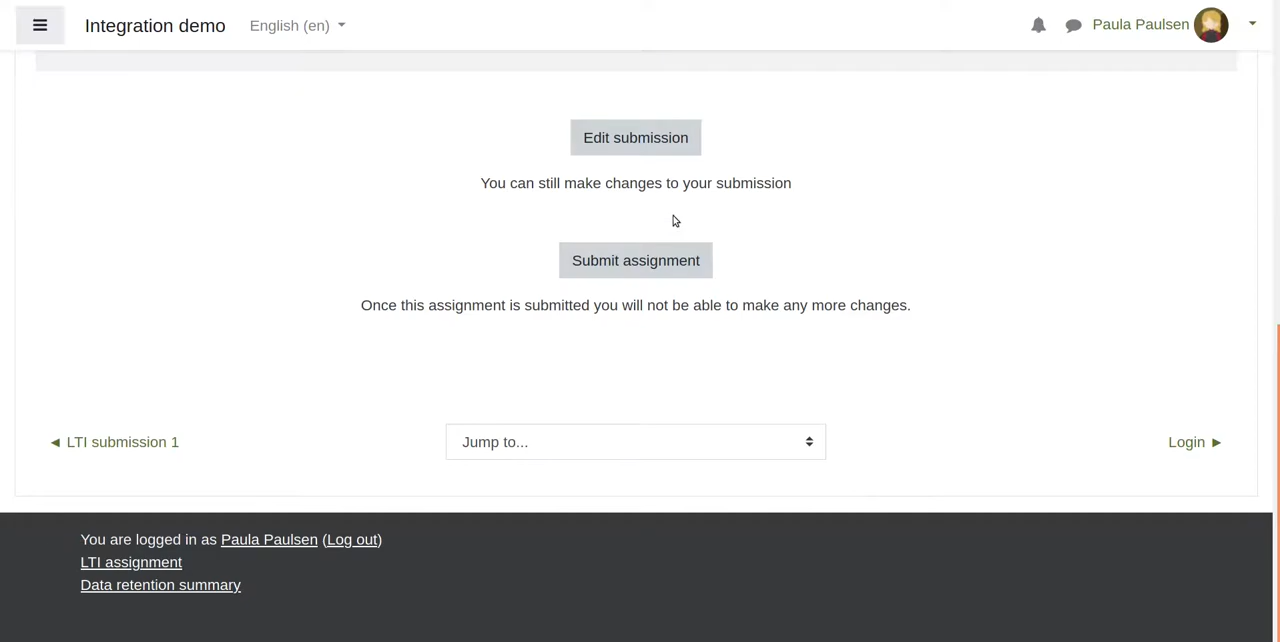 Integration demo English (en) Paula Paulsen
Edit submission
You can still make changes to your submission
Submit assignment
Once this assignment is submitted you will not be able to make any more changes.
◄ LTI submission 1 Jump to... Login ►
You are logged in as Paula Paulsen (Log out)
LTI assignment
Data retention summary